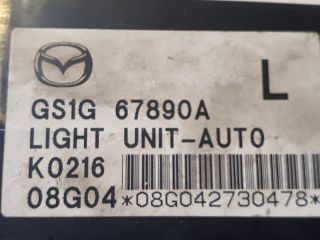 L
GS1G 67890A
LIGHT UNIT-AUTO
K0216
08G04 *08G042730478*